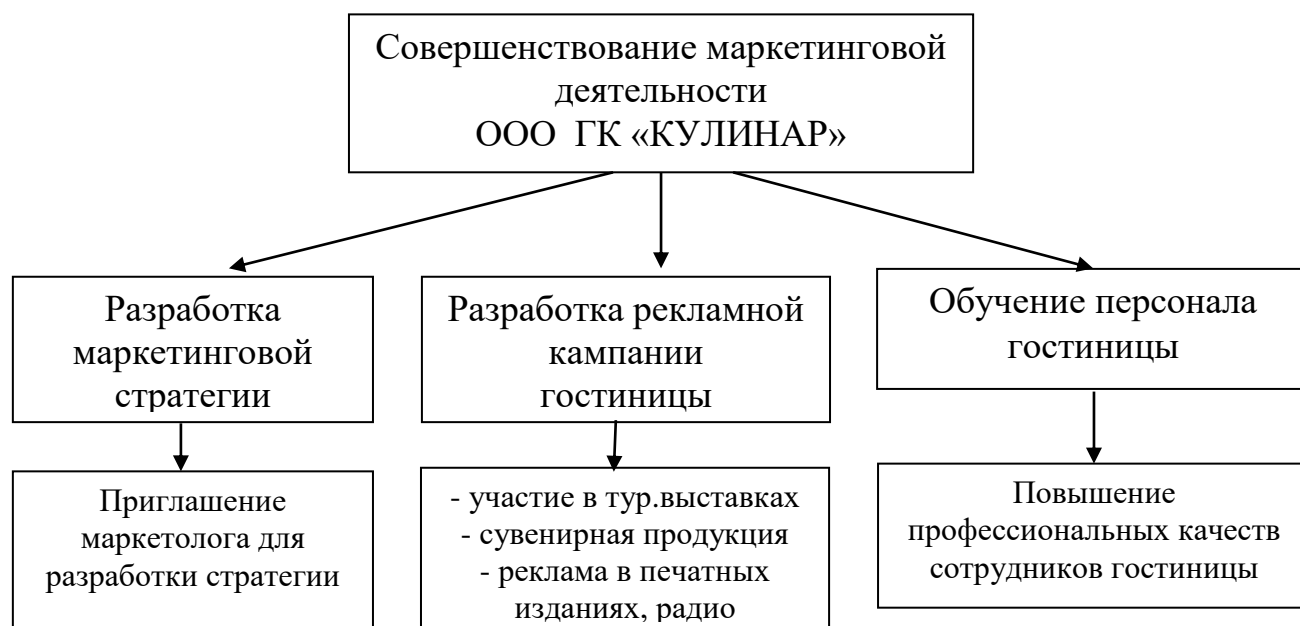 Совершенствование маркетинговой
деятельности
ООО ГК «КУЛИНАР»
Разработка
маркетинговой
стратегии
Разработка рекламной
кампании
гостиницы
Обучение персонала
гостиницы
Приглашение
маркетолога для
разработки стратегии
- участие в тур.выставках
- сувенирная продукция
- реклама в печатных
изданиях, радио
Повышение
профессиональных качеств
сотрудников гостиницы